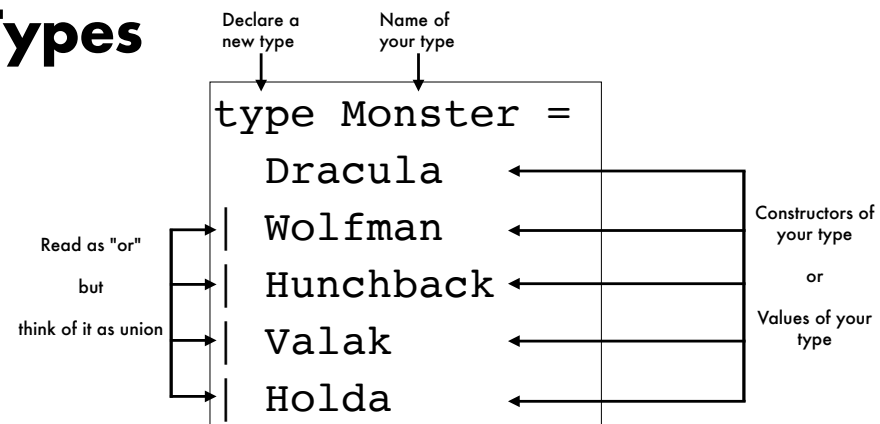 ypes
Declare a
new type
Name of
your type
type Monster =
Dracula
| Wolfman
| Hunchback
| Valak
| Holda
Read as "or"
but
think of it as union
Constructors of
your type
or
Values of your
type